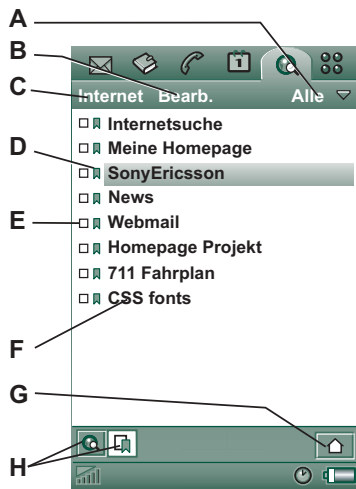 A
B
C
Internet Bearb. Alle
Internetsuche
Meine Homepage
D
SonyEricsson
News
E
Webmail
Homepage Projekt
711 Fahrplan
CSS fonts
F
G
H